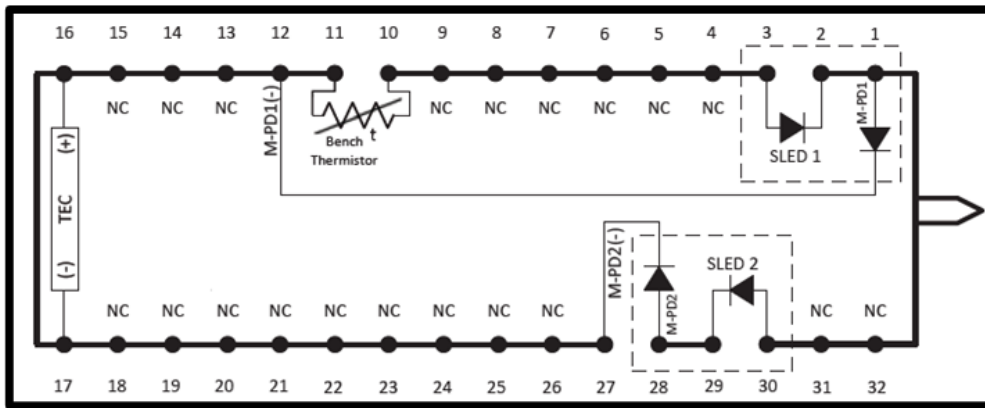 16 15 14 13 12 11 10 9 8 7 6 5 4 3 2 1
NC NC NC NC NC NC NC NC NC
M-PD1(-)
M-PD1
t
Bench
Thermistor
SLED 1
(+)
TEC
(-)
M-PD2(-)
SLED 2
M-PD2
NC NC NC NC NC NC NC NC NC NC NC
17 18 19 20 21 22 23 24 25 26 27 28 29 30 31 32